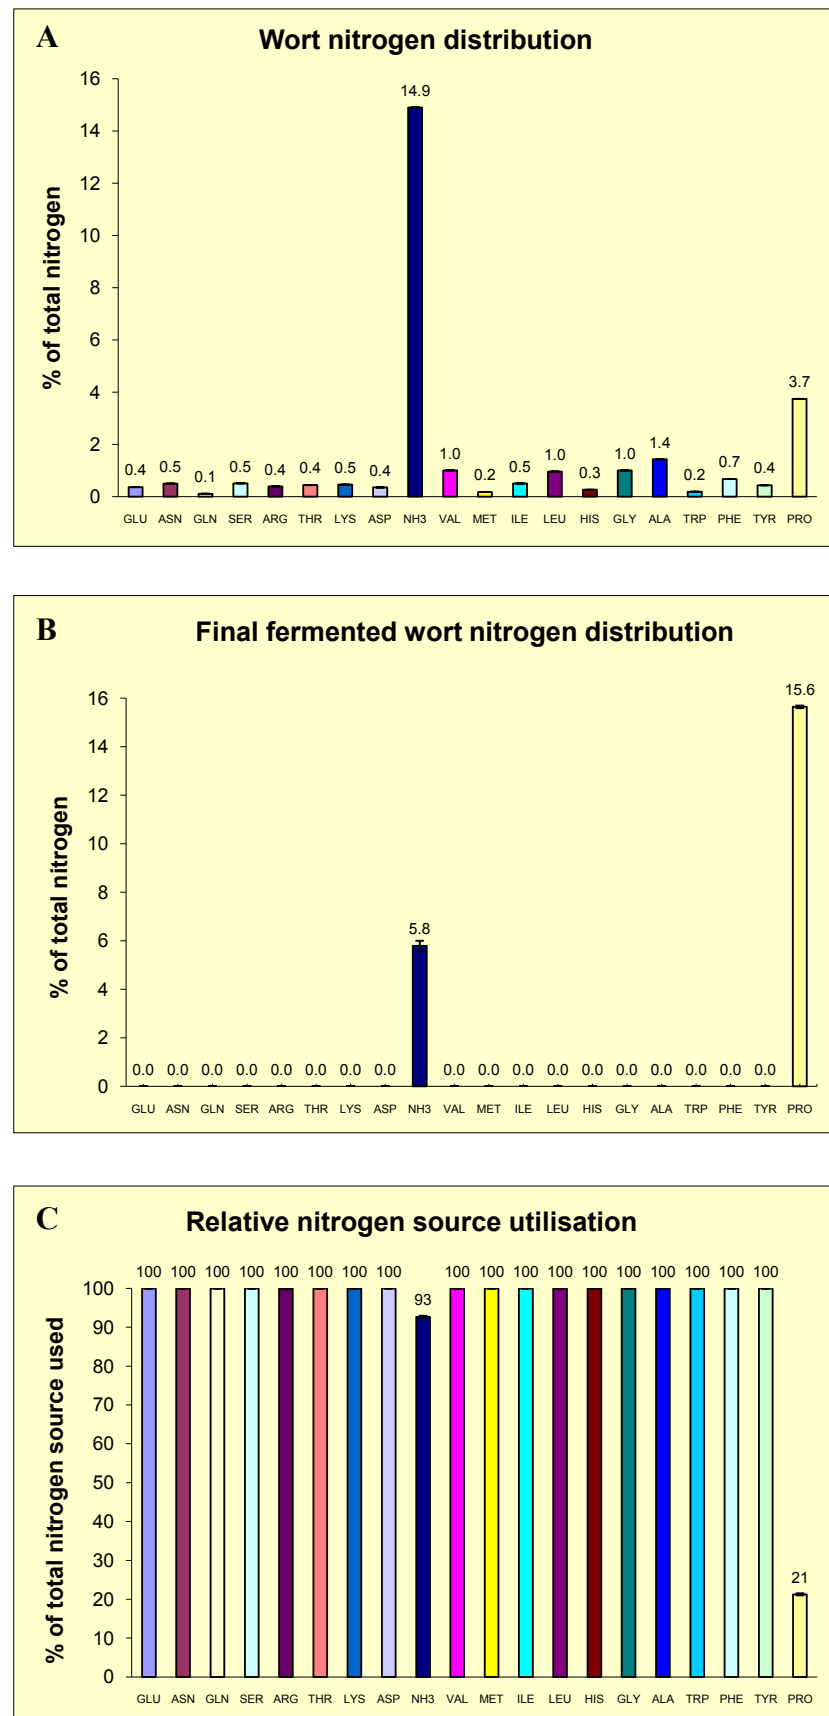 A
Wort nitrogen distribution
% of total nitrogen
16
14
12
10
8
6
4
2
0
0.4 0.5 0.1 0.5 0.4 0.4 0.5 0.4 14.9 1.0 0.2 0.5 1.0 0.3 1.0 1.4 0.2 0.7 0.4 3.7
GLU ASN GLN SER ARG THR LYS ASP NH3 VAL MET ILE LEU HIS GLY ALA TRP PHE TYR PRO
B
Final fermented wort nitrogen distribution
% of total nitrogen
16
14
12
10
8
6
4
2
0
0.0 0.0 0.0 0.0 0.0 0.0 0.0 0.0 5.8 0.0 0.0 0.0 0.0 0.0 0.0 0.0 0.0 0.0 0.0 15.6
GLU ASN GLN SER ARG THR LYS ASP NH3 VAL MET ILE LEU HIS GLY ALA TRP PHE TYR PRO
C
Relative nitrogen source utilisation
% of total nitrogen source used
100
90
80
70
60
50
40
30
20
10
0
100 100 100 100 100 100 100 100 93 100 100 100 100 100 100 100 100 100 100 21
GLU ASN GLN SER ARG THR LYS ASP NH3 VAL MET ILE LEU HIS GLY ALA TRP PHE TYR PRO